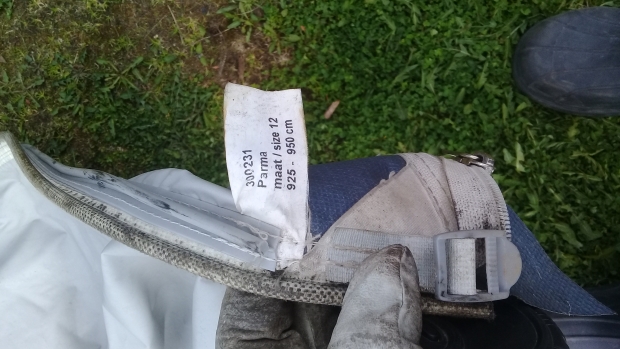 300231
Parma
maat / size 12
925 - 950 cm